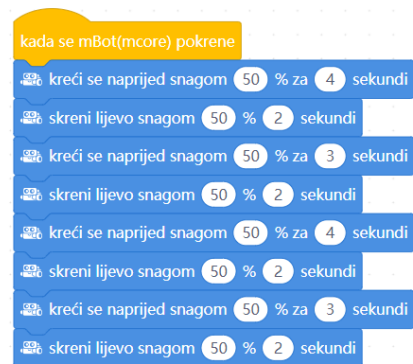 kada se mBot(mcore) pokrene
kreći se naprijed snagom 50 % za 4 sekundi
skreni lijevo snagom 50 % 2 sekundi
kreći se naprijed snagom 50 % za 3 sekundi
skreni lijevo snagom 50 % 2 sekundi
kreći se naprijed snagom 50 % za 4 sekundi
skreni lijevo snagom 50 % 2 sekundi
kreći se naprijed snagom 50 % za 3 sekundi
skreni lijevo snagom 50 % 2 sekundi